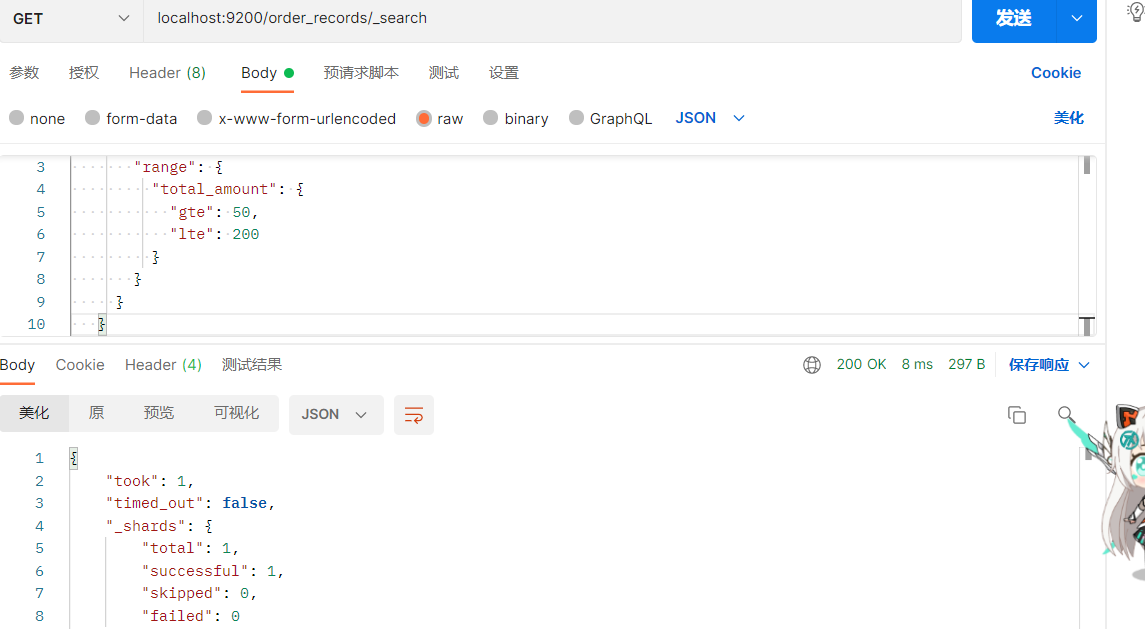 GET localhost:9200/order_records/_search 发送
参数 授权 Header (8) Body 预请求脚本 测试 设置 Cookie
none form-data x-www-form-urlencoded raw binary GraphQL JSON 美化
3 "range": {
4 "total_amount": {
5 "gte": 50,
6 "lte": 200
7 }
8 }
9 }
10 }
Body Cookie Header (4) 测试结果 200 OK 8 ms 297 B 保存响应
美化 原 预览 可视化 JSON
1 {
2 "took": 1,
3 "timed_out": false,
4 "_shards": {
5 "total": 1,
6 "successful": 1,
7 "skipped": 0,
8 "failed": 0